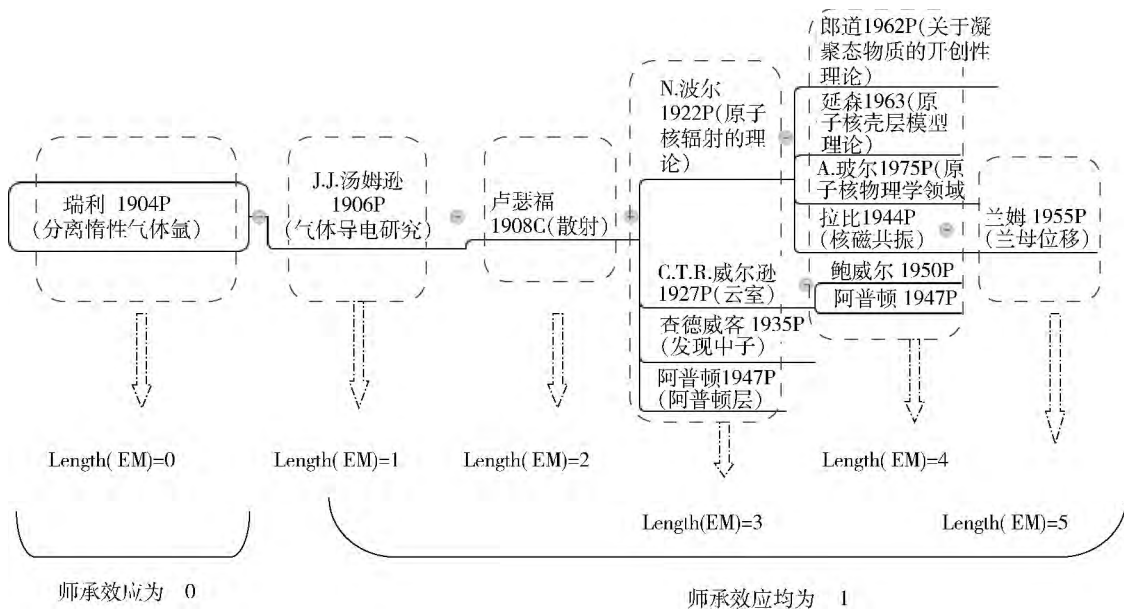 瑞利 1904P
(分离惰性气体氩)
J.J.汤姆逊
1906P
(气体导电研究)
卢瑟福
1908C(散射)
N.波尔
1922P(原子
核辐射的理
论)
C.T.R.威尔逊
1927P(云室)
查德威客 1935P
(发现中子)
阿普顿1947P
(阿普顿层)
郎道1962P(关于凝
聚态物质的开创性
理论)
延森1963(原
子核壳层模型
理论)
A.玻尔1975P(原
子核物理学领域
拉比1944P
(核磁共振)
鲍威尔 1950P
阿普顿 1947P
兰姆 1955P
(兰母位移)
Length(EM)=0
Length(EM)=1
Length(EM)=2
Length(EM)=3
Length(EM)=4
Length(EM)=5
师承效应为 0
师承效应均为 1